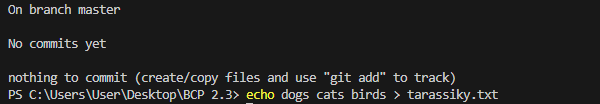 On branch master
No commits yet
nothing to commit (create/copy files and use "git add" to track)
PS C:\Users\User\Desktop\BCP 2.3> echo dogs cats birds > tarassiky.txt